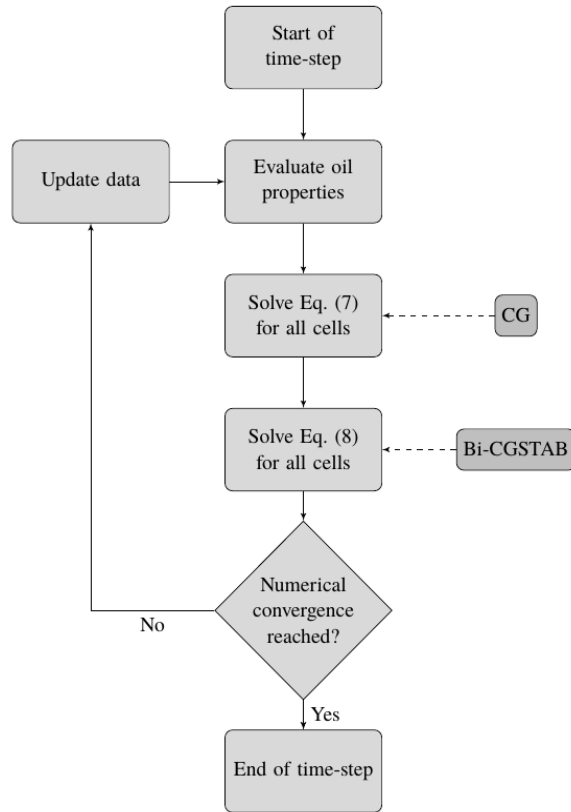 Start of
time-step
Update data
Evaluate oil
properties
Solve Eq. (7)
for all cells
CG
Solve Eq. (8)
for all cells
Bi-CGSTAB
Numerical
convergence
reached?
No
Yes
End of time-step